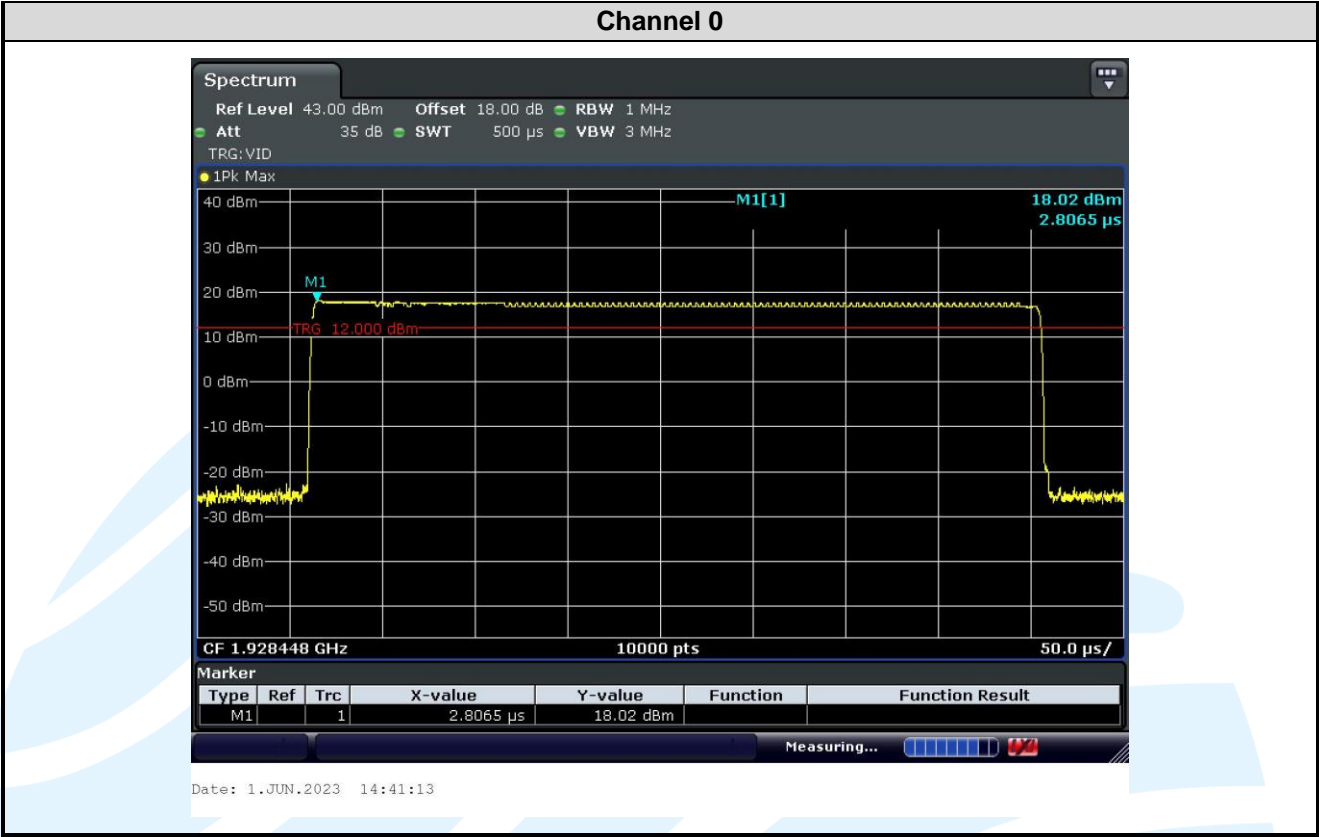 Channel 0
Spectrum
Ref Level 43.00 dBm Offset 18.00 dB RBW 1 MHz
Att 35 dB SWT 500 µs VBW 3 MHz
TRG:VID
1Pk Max
40 dBm
M1[1] 18.02 dBm
2.8065 µs
30 dBm
M1
20 dBm
TRG 12.000 dBm
10 dBm
0 dBm
-10 dBm
-20 dBm
-30 dBm
-40 dBm
-50 dBm
CF 1.928448 GHz 10000 pts 50.0 µs/
Marker
Type Ref Trc X-value Y-value Function Function Result
M1 1 2.8065 µs 18.02 dBm
Measuring...
Date: 1.JUN.2023 14:41:13